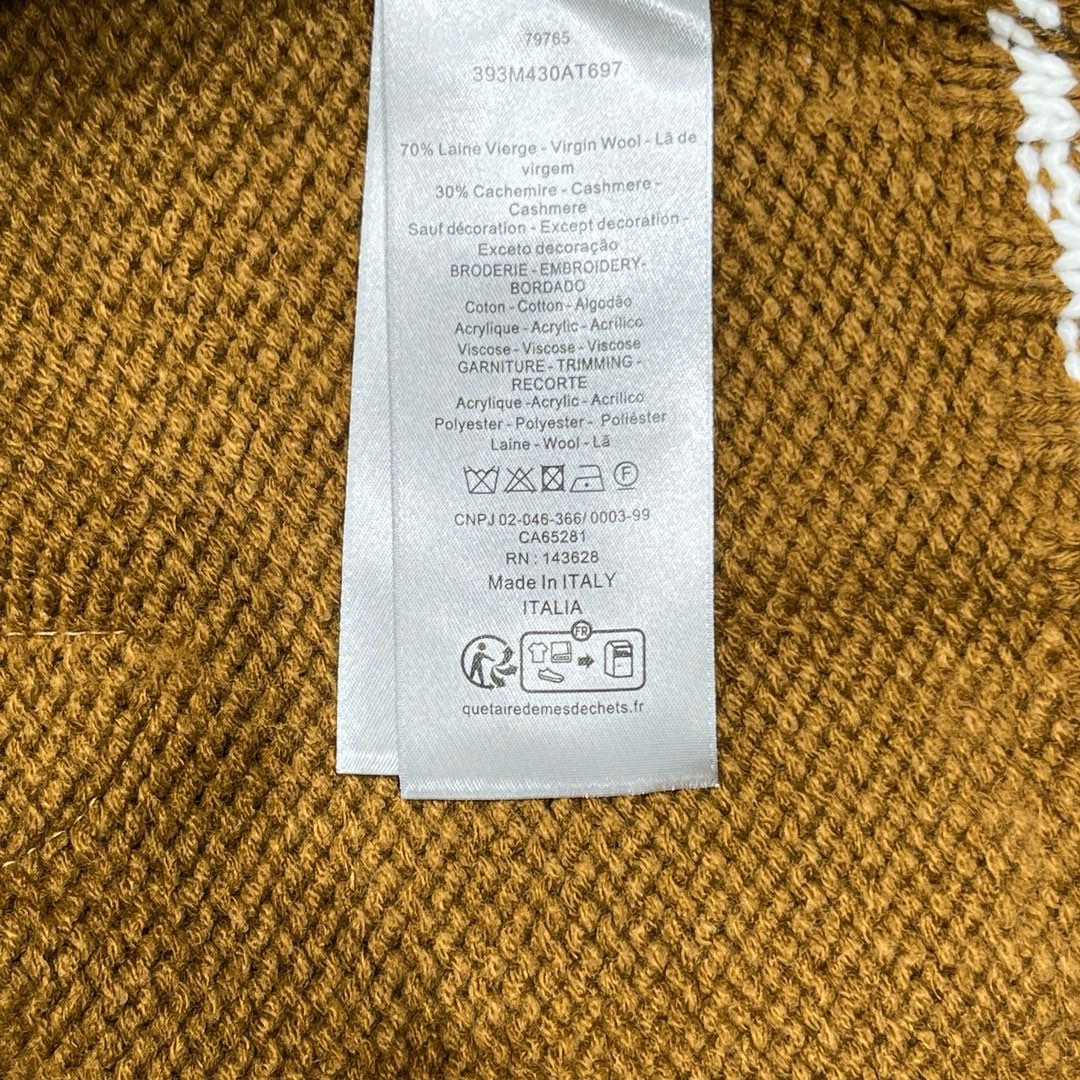 79765
393M430AT697
70% Laine Vierge - Virgin Wool - Lã de
virgem
30% Cachemire - Cashmere -
Cashmere
Sauf décoration - Except decoration -
Exceto decoração
BRODERIE - EMBROIDERY-
BORDADO
Coton - Cotton - Algodão
Acrylique - Acrylic - Acrílico
Viscose - Viscose - Viscose
GARNITURE - TRIMMING -
RECORTE
Acrylique - Acrylic - Acrílico
Polyester - Polyester - Poliéster
Laine - Wool - Lã
F
CNPJ 02-046-366/ 0003-99
CA65281
RN : 143628
Made In ITALY
ITALIA
FR
quetairedemesdechets.fr